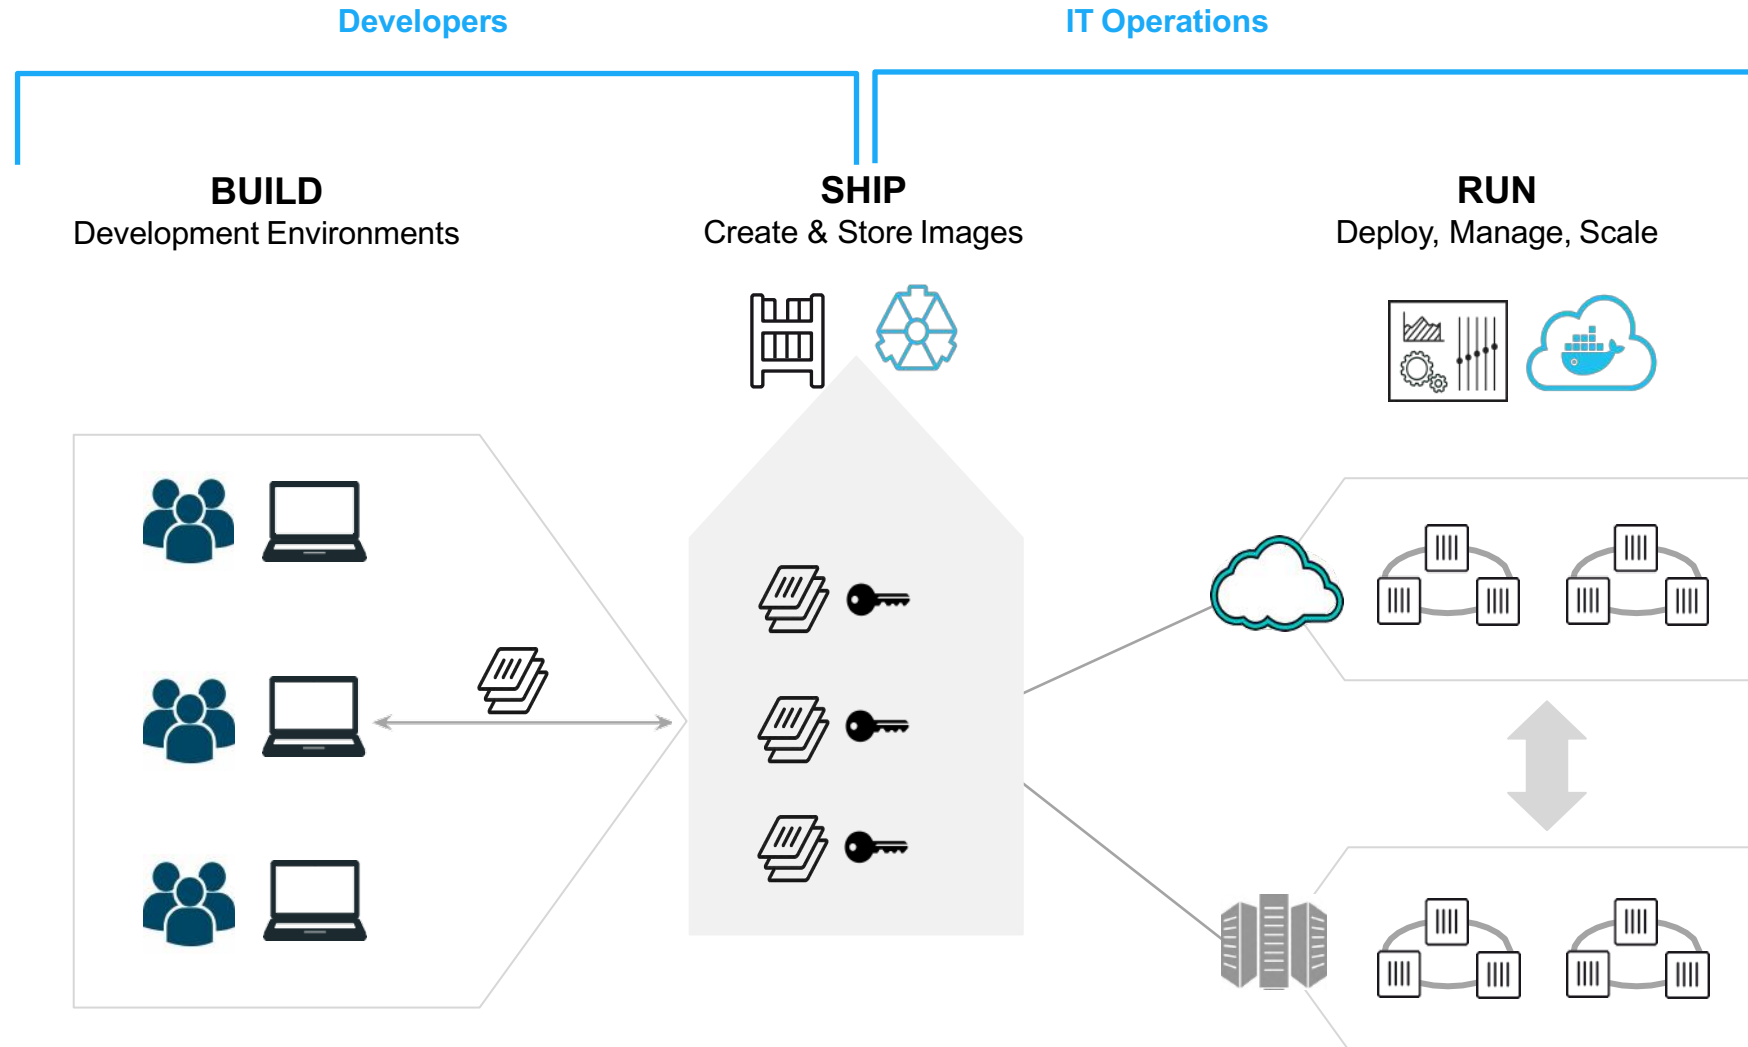 Developers
IT Operations
BUILD
Development Environments
SHIP
Create & Store Images
RUN
Deploy, Manage, Scale